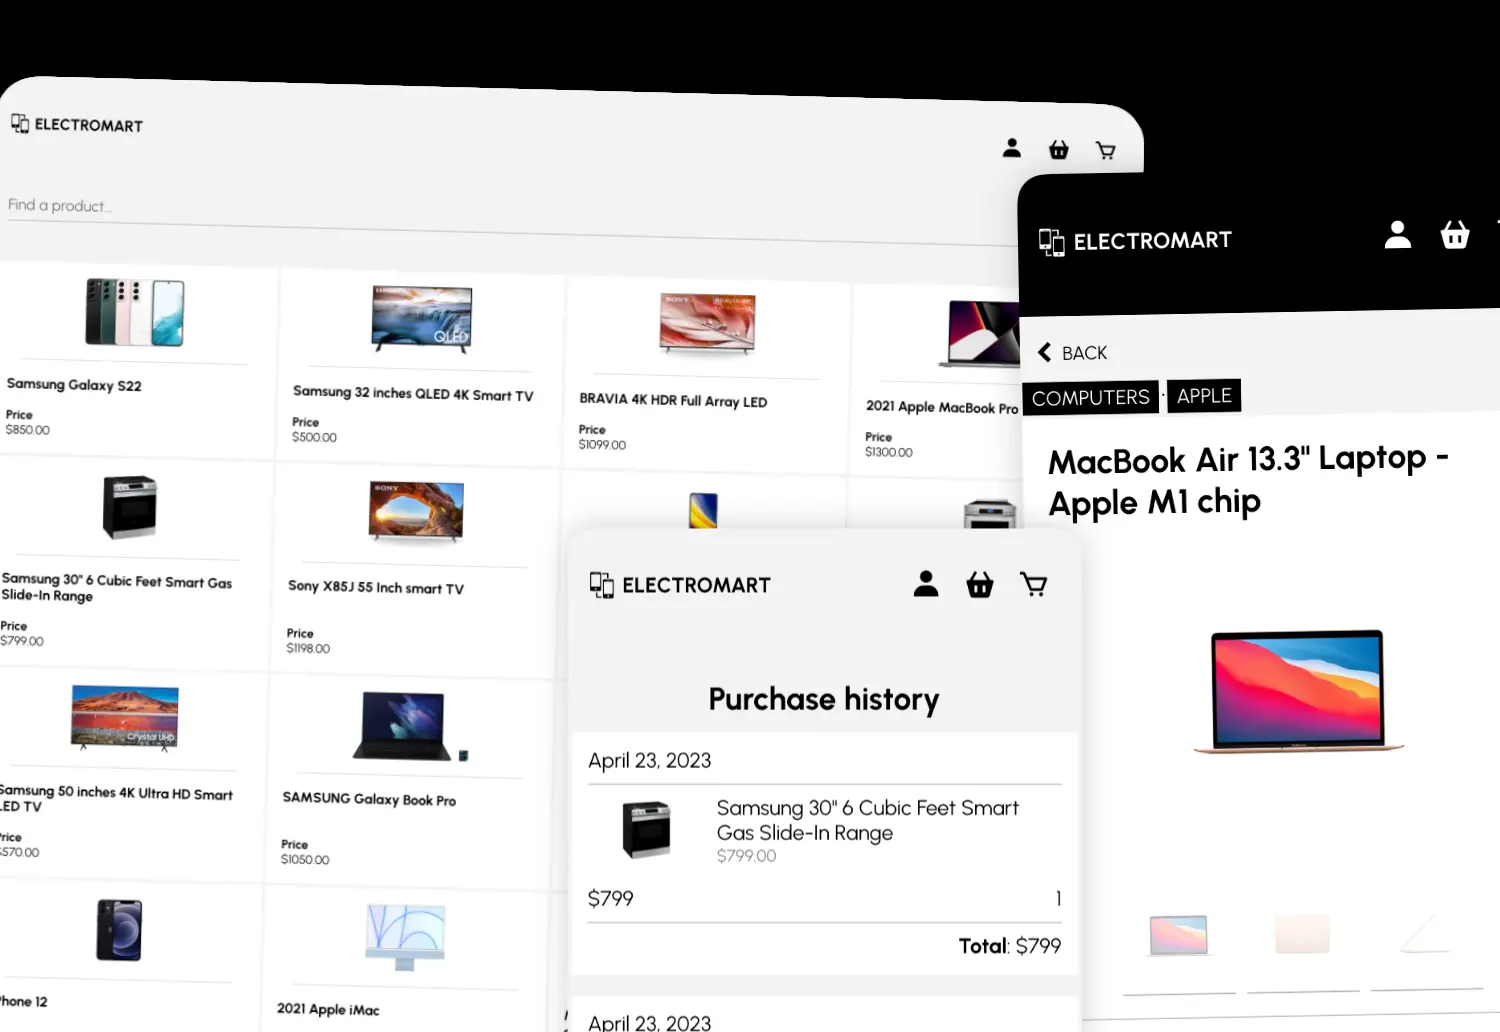 ELECTROMART
Find a product...
Samsung Galaxy S22
Price
$850.00
Samsung 32 inches QLED 4K Smart TV
Price
$500.00
BRAVIA 4K HDR Full Array LED
Price
$1099.00
2021 Apple MacBook Pro
Price
$1300.00
QLED
SONY
Samsung 30" 6 Cubic Feet Smart Gas
Slide-In Range
Price
$799.00
SONY
Sony X85J 55 Inch smart TV
Price
$1198.00
Crystal UHD
Samsung 50 inches 4K Ultra HD Smart
LED TV
Price
$570.00
SAMSUNG Galaxy Book Pro
Price
$1050.00
Phone 12
2021 Apple iMac
ELECTROMART
Purchase history
April 23, 2023
Samsung 30" 6 Cubic Feet Smart
Gas Slide-In Range
$799.00
$799 1
Total: $799
April 23, 2023
ELECTROMART
BACK
COMPUTERS · APPLE
MacBook Air 13.3" Laptop -
Apple M1 chip